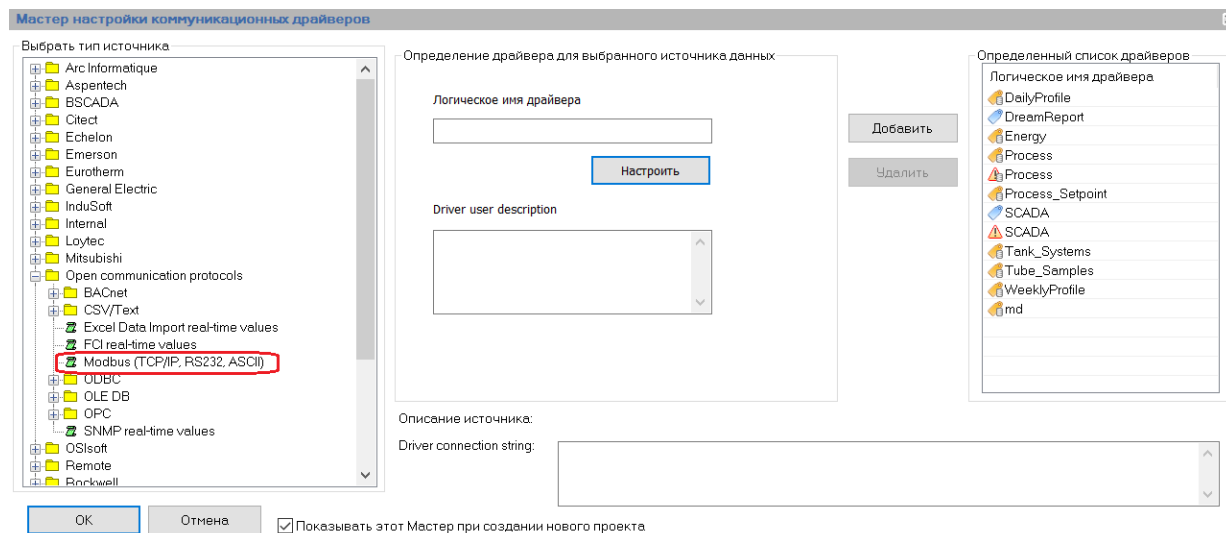 Мастер настройки коммуникационных драйверов
Выбрать тип источника
Arc Informatique
Aspentech
BSCADA
Citect
Echelon
Emerson
Eurotherm
General Electric
InduSoft
Internal
Loytec
Mitsubishi
Open communication protocols
BACnet
CSV/Text
Excel Data Import real-time values
FCI real-time values
Modbus (TCP/IP, RS232, ASCII)
ODBC
OLE DB
OPC
SNMP real-time values
OSIsoft
Remote
Rockwell
Определение драйвера для выбранного источника данных
Логическое имя драйвера
Настроить
Driver user description
Добавить
Удалить
Определенный список драйверов
Логическое имя драйвера
DailyProfile
DreamReport
Energy
Process
Process
Process_Setpoint
SCADA
SCADA
Tank_Systems
Tube_Samples
WeeklyProfile
md
Описание источника:
Driver connection string:
OK
Отмена
Показывать этот Мастер при создании нового проекта